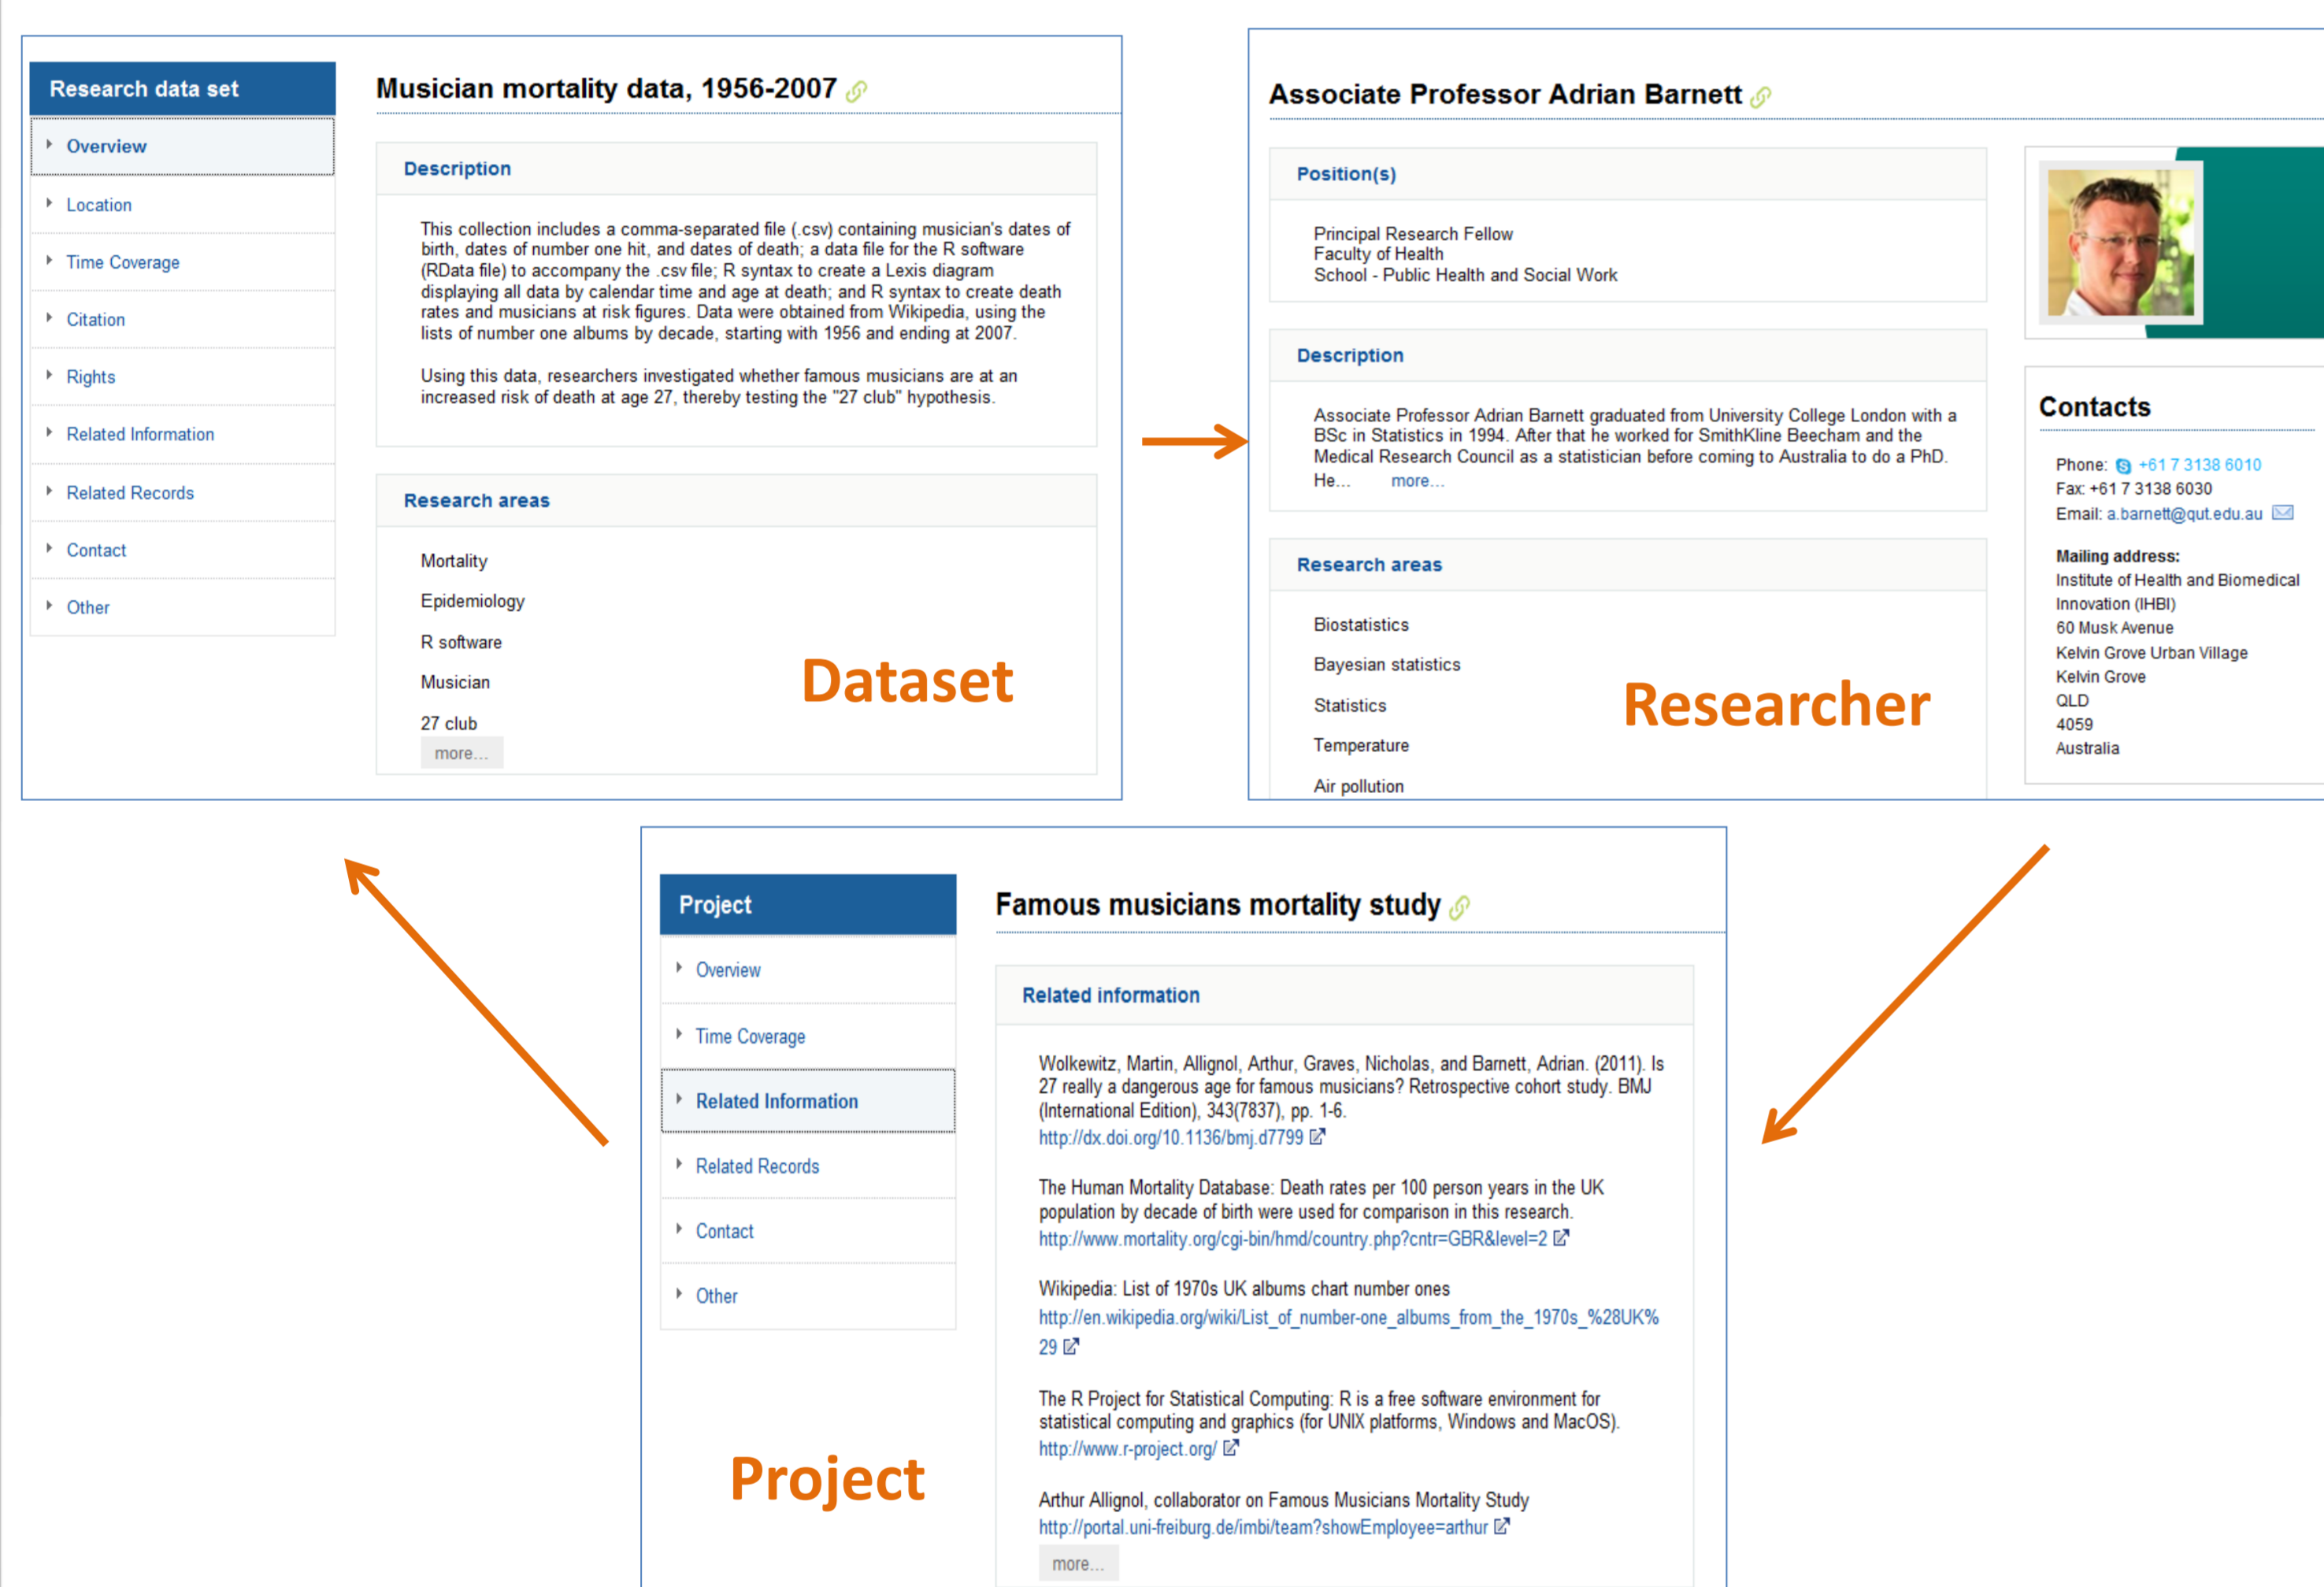 Research data set
Overview
Location
Time Coverage
Citation
Rights
Related Information
Related Records
Contact
Other
Musician mortality data, 1956-2007
Description
This collection includes a comma-separated file (.csv) containing musician's dates of
birth, dates of number one hit, and dates of death; a data file for the R software
(RData file) to accompany the .csv file; R syntax to create a Lexis diagram
displaying all data by calendar time and age at death; and R syntax to create death
rates and musicians at risk figures. Data were obtained from Wikipedia, using the
lists of number one albums by decade, starting with 1956 and ending at 2007.
Using this data, researchers investigated whether famous musicians are at an
increased risk of death at age 27, thereby testing the "27 club" hypothesis.
Research areas
Mortality
Epidemiology
R software
Musician
27 club
more...
Dataset
Associate Professor Adrian Barnett
Position(s)
Principal Research Fellow
Faculty of Health
School - Public Health and Social Work
Description
Associate Professor Adrian Barnett graduated from University College London with a
BSc in Statistics in 1994. After that he worked for SmithKline Beecham and the
Medical Research Council as a statistician before coming to Australia to do a PhD.
He... more...
Research areas
Biostatistics
Bayesian statistics
Statistics
Temperature
Air pollution
Researcher
Contacts
Phone: +61 7 3138 6010
Fax: +61 7 3138 6030
Email: a.barnett@qut.edu.au
Mailing address:
Institute of Health and Biomedical
Innovation (IHBI)
60 Musk Avenue
Kelvin Grove Urban Village
Kelvin Grove
QLD
4059
Australia
Project
Overview
Time Coverage
Related Information
Related Records
Contact
Other
Project
Famous musicians mortality study
Related information
Wolkewitz, Martin, Allignol, Arthur, Graves, Nicholas, and Barnett, Adrian. (2011). Is
27 really a dangerous age for famous musicians? Retrospective cohort study. BMJ
(International Edition), 343(7837), pp. 1-6.
http://dx.doi.org/10.1136/bmj.d7799
The Human Mortality Database: Death rates per 100 person years in the UK
population by decade of birth were used for comparison in this research.
http://www.mortality.org/cgi-bin/hmd/country.php?cntr=GBR&level=2
Wikipedia: List of 1970s UK albums chart number ones
http://en.wikipedia.org/wiki/List_of_number-one_albums_from_the_1970s_%28UK%
29
The R Project for Statistical Computing: R is a free software environment for
statistical computing and graphics (for UNIX platforms, Windows and MacOS).
http://www.r-project.org/
Arthur Allignol, collaborator on Famous Musicians Mortality Study
http://portal.uni-freiburg.de/imbi/team?showEmployee=arthur
more...